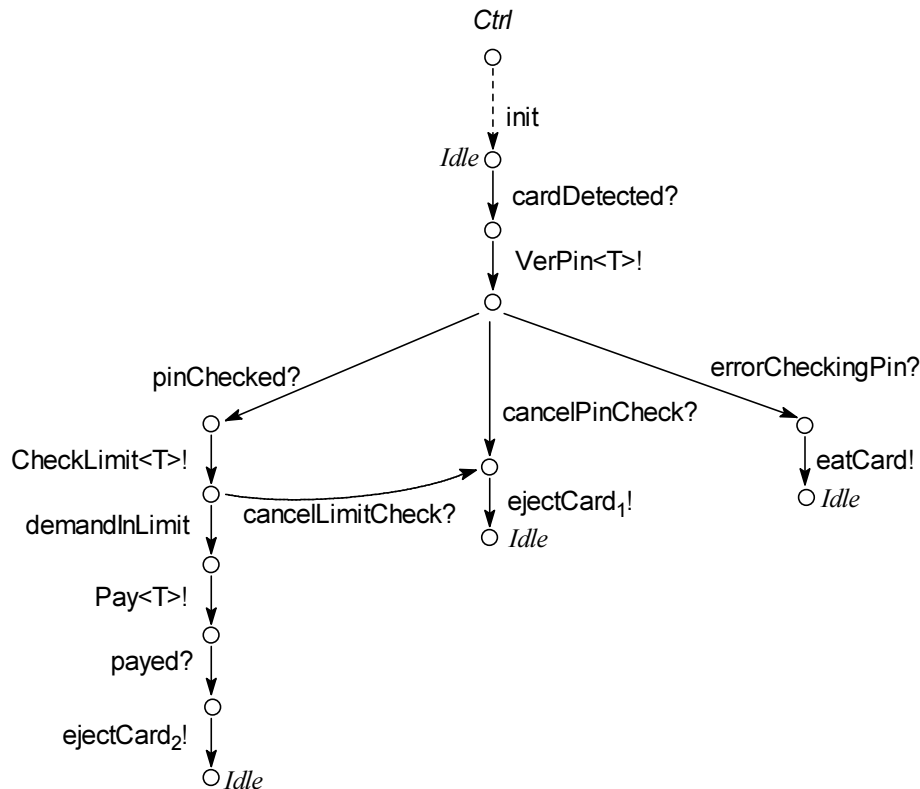 Ctrl
init
Idle
cardDetected?
VerPin<T>!
pinChecked?
cancelPinCheck?
errorCheckingPin?
CheckLimit<T>!
cancelLimitCheck?
ejectCard₁!
eatCard!
Idle
Idle
demandInLimit
Pay<T>!
payed?
ejectCard₂!
Idle